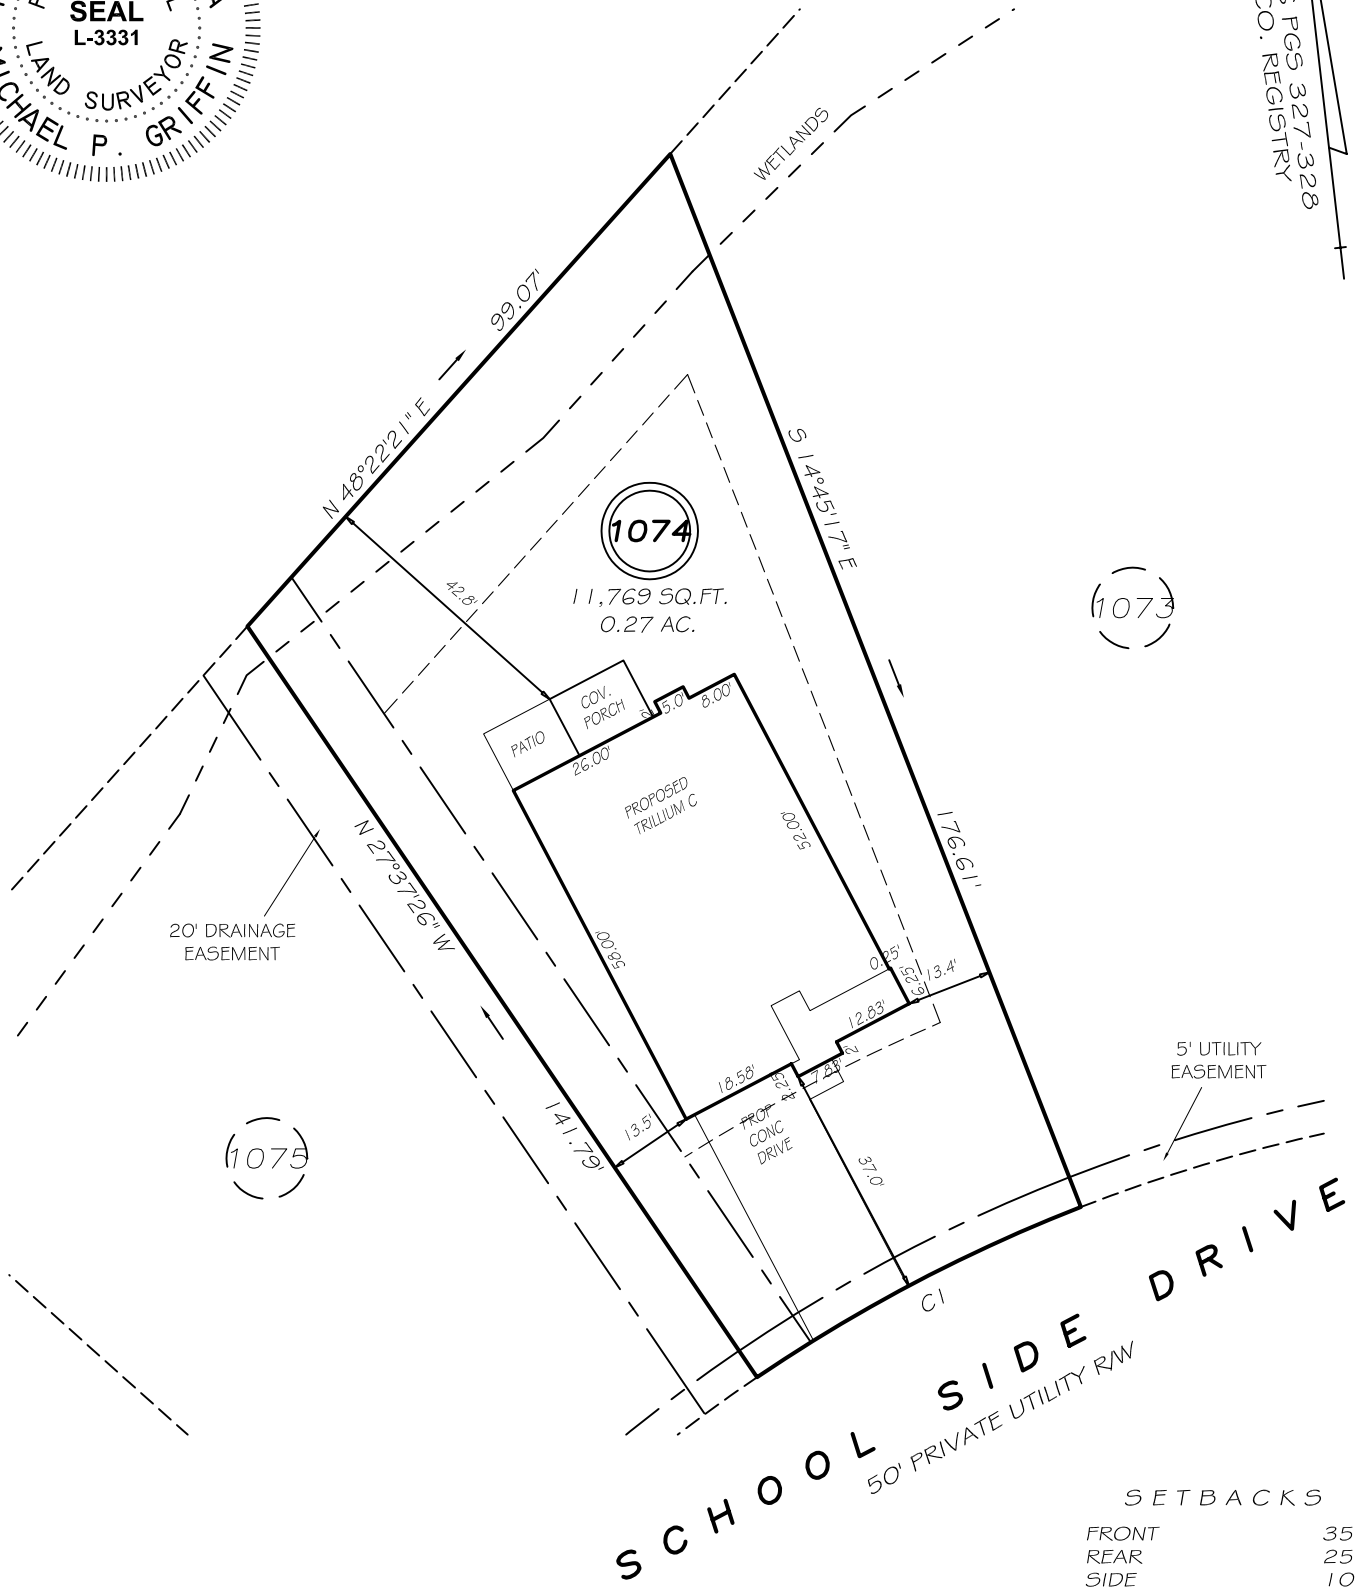 SEAL
L-3331
LAND SURVEYOR
MICHAEL P. GRIFFIN
PGS 327-328
CO. REGISTRY
WETLANDS
99.07'
N 48°22'21" E
S 14°45'17" E
1074
11,769 SQ.FT.
0.27 AC.
1073
42.8'
COV.
PORCH
PATIO
2'
5.0'
8.00'
26.00'
PROPOSED
TRILLIUM C
52.00'
176.61'
N 27°37'26" W
20' DRAINAGE
EASEMENT
58.00'
0.25'
6.25'
13.4'
12.83'
2'
7.83'
18.58'
4.25
5' UTILITY
EASEMENT
PROP
CONC
DRIVE
13.5'
141.79'
1075
37.0'
C1
SCHOOL SIDE DRIVE
50' PRIVATE UTILITY R/W
SETBACKS
FRONT 35
REAR 25
SIDE 10